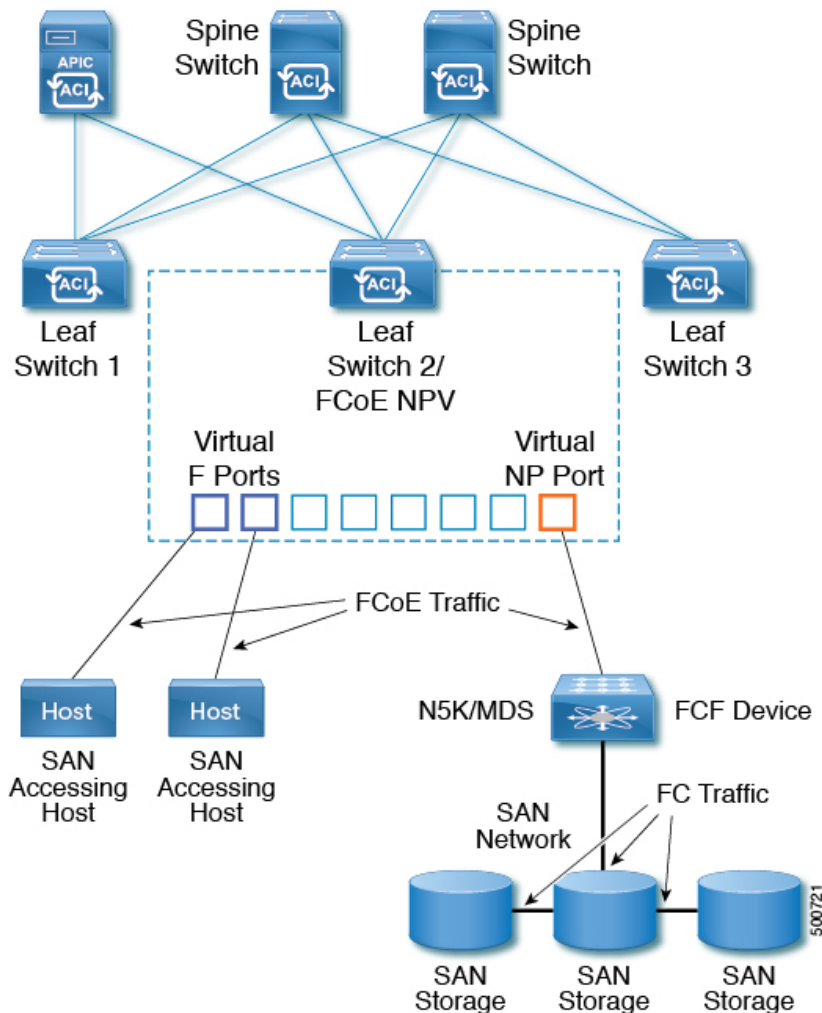 APIC
ACI
Spine
Switch
ACI
Spine
Switch
ACI
ACI
Leaf
Switch 1
ACI
Leaf
Switch 2/
FCoE NPV
ACI
Leaf
Switch 3
Virtual
F Ports
Virtual
NP Port
FCoE Traffic
Host
SAN
Accessing
Host
Host
SAN
Accessing
Host
N5K/MDS
FCF Device
FC Traffic
SAN
Network
SAN
Storage
SAN
Storage
SAN
Storage
500721